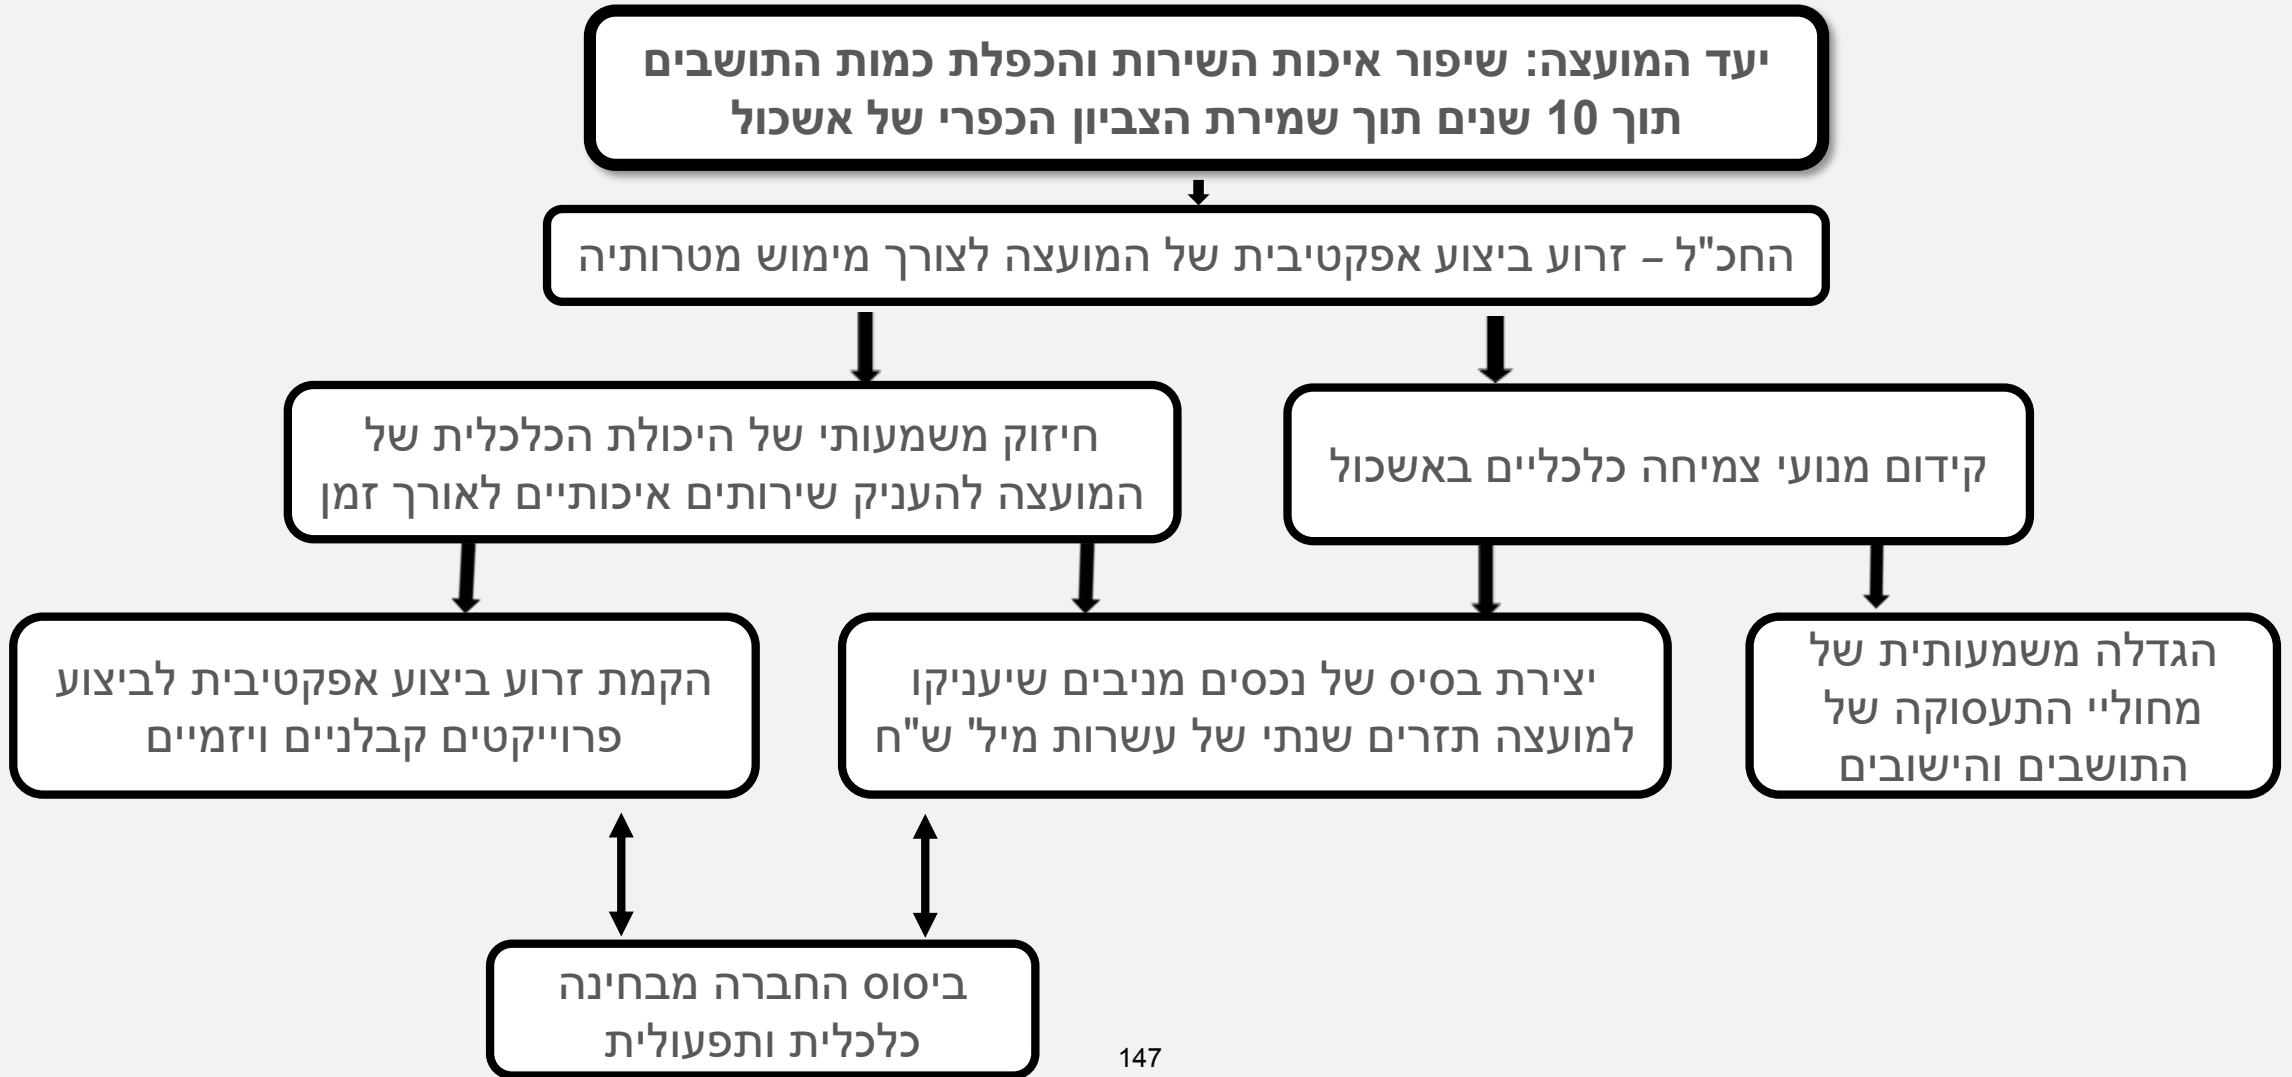 יעד המועצה: שיפור איכות השירות והכפלת כמות התושבים
תוך 10 שנים תוך שמירת הצביון הכפרי של אשכול
החכ"ל – זרוע ביצוע אפקטיבית של המועצה לצורך מימוש מטרותיה
קידום מנועי צמיחה כלכליים באשכול
חיזוק משמעותי של היכולת הכלכלית של
המועצה להעניק שירותים איכותיים לאורך זמן
הגדלה משמעותית של
מחוליי התעסוקה של
התושבים והישובים
יצירת בסיס של נכסים מניבים שיעניקו
למועצה תזרים שנתי של עשרות מיל' ש"ח
הקמת זרוע ביצוע אפקטיבית לביצוע
פרוייקטים קבלניים ויזמיים
ביסוס החברה מבחינה
כלכלית ותפעולית
147